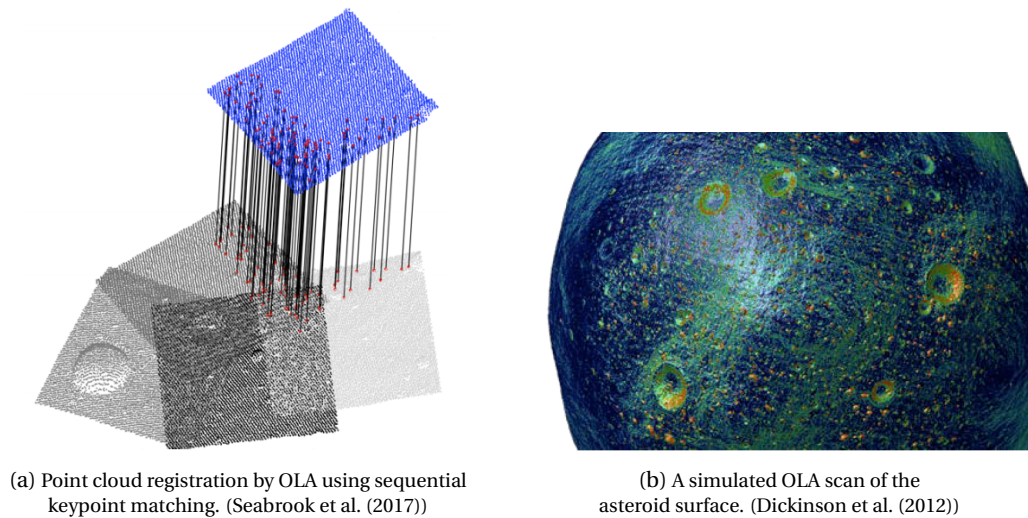 (a) Point cloud registration by OLA using sequential
keypoint matching. (Seabrook et al. (2017))
(b) A simulated OLA scan of the
asteroid surface. (Dickinson et al. (2012))